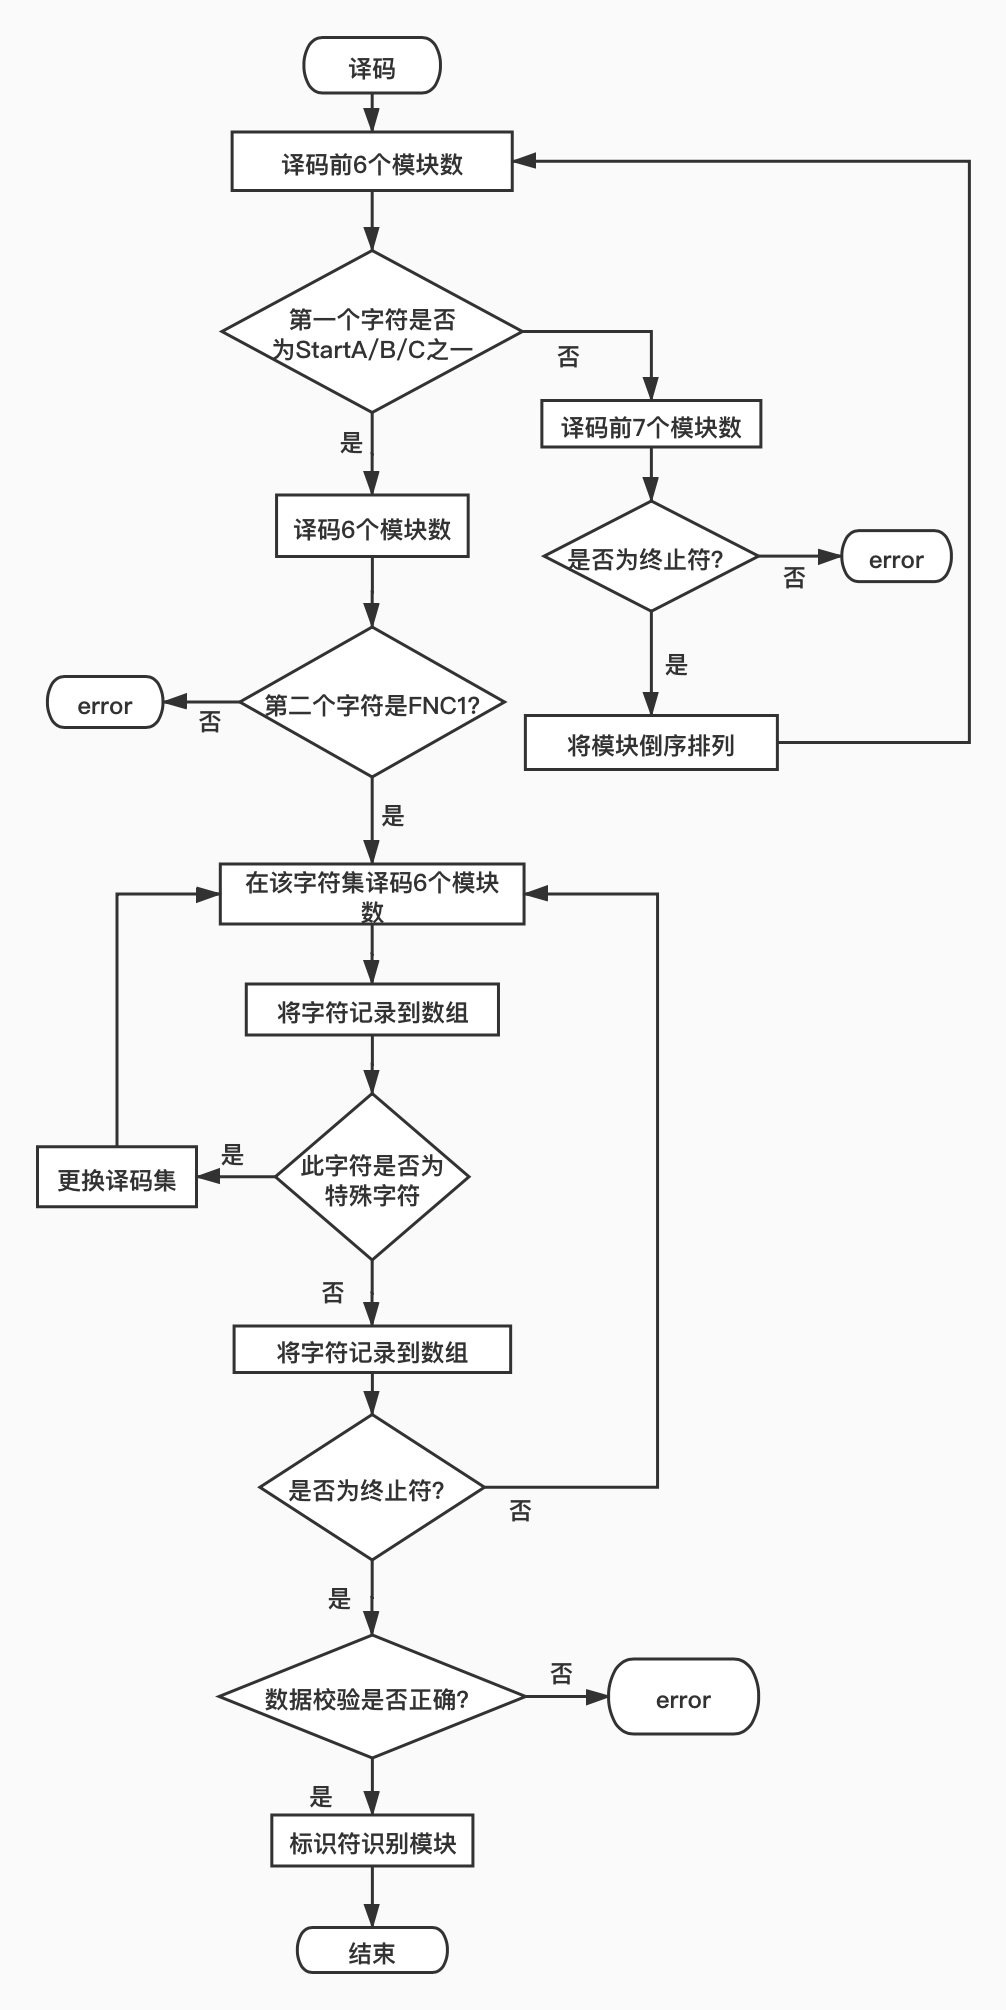 译码
译码前6个模块数
第一个字符是否
为StartA/B/C之一
否
译码前7个模块数
是
译码6个模块数
是否为终止符?
error
否
是
第二个字符是FNC1?
error
否
将模块倒序排列
是
在该字符集译码6个模块
数
将字符记录到数组
此字符是否为
特殊字符
是
更换译码集
否
将字符记录到数组
是否为终止符?
否
是
数据校验是否正确?
否
error
是
标识符识别模块
结束